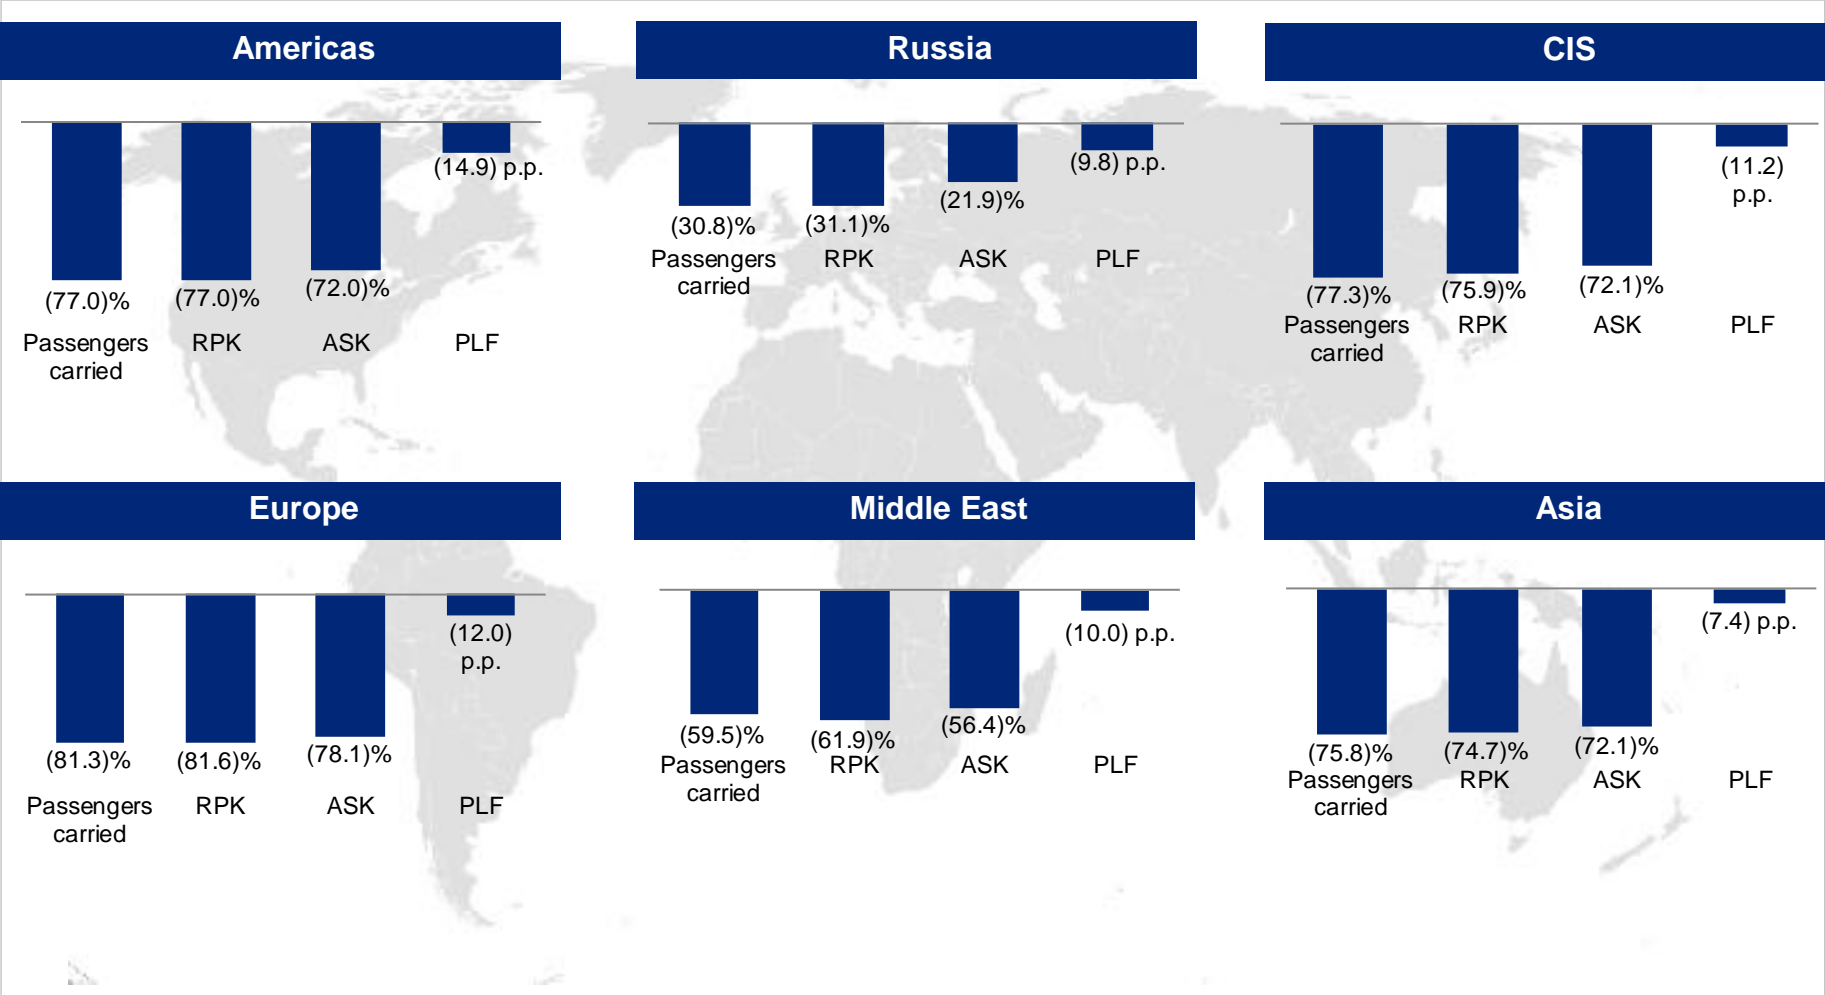 Americas
(14.9) p.p.
(77.0)%
(77.0)%
(72.0)%
Passengers
carried
RPK
ASK
PLF
Russia
(9.8) p.p.
(21.9)%
(30.8)%
(31.1)%
Passengers
carried
RPK
ASK
PLF
CIS
(11.2)
p.p.
(77.3)%
(75.9)%
(72.1)%
Passengers
carried
RPK
ASK
PLF
Europe
(12.0)
p.p.
(81.3)%
(81.6)%
(78.1)%
Passengers
carried
RPK
ASK
PLF
Middle East
(10.0) p.p.
(59.5)%
(61.9)%
(56.4)%
Passengers
carried
RPK
ASK
PLF
Asia
(7.4) p.p.
(75.8)%
(74.7)%
(72.1)%
Passengers
carried
RPK
ASK
PLF